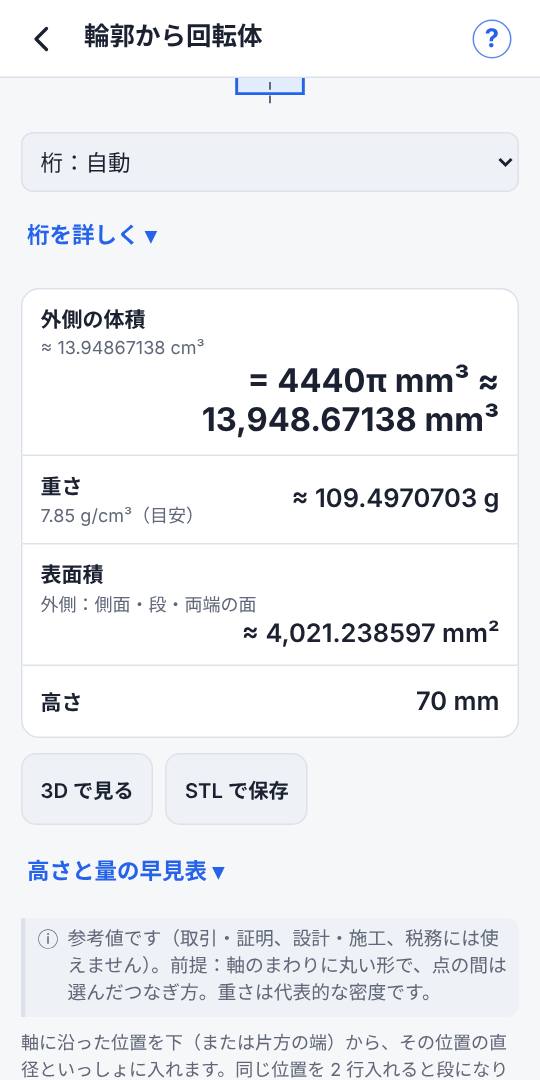 輪郭から回転体
?
桁：自動
桁を詳しく ▼
外側の体積
≈ 13.94867138 cm³
= 4440π mm³ ≈
13,948.67138 mm³
重さ
7.85 g/cm³（目安）
≈ 109.4970703 g
表面積
外側：側面・段・両端の面
≈ 4,021.238597 mm²
高さ
70 mm
3D で見る
STL で保存
高さと量の早見表 ▼
ⓘ 参考値です（取引・証明、設計・施工、税務には使
えません）。前提：軸のまわりに丸い形で、点の間は
選んだつなぎ方。重さは代表的な密度です。
軸に沿った位置を下（または片方の端）から、その位置の直
径といっしょに入れます。同じ位置を 2 行入れると段になり